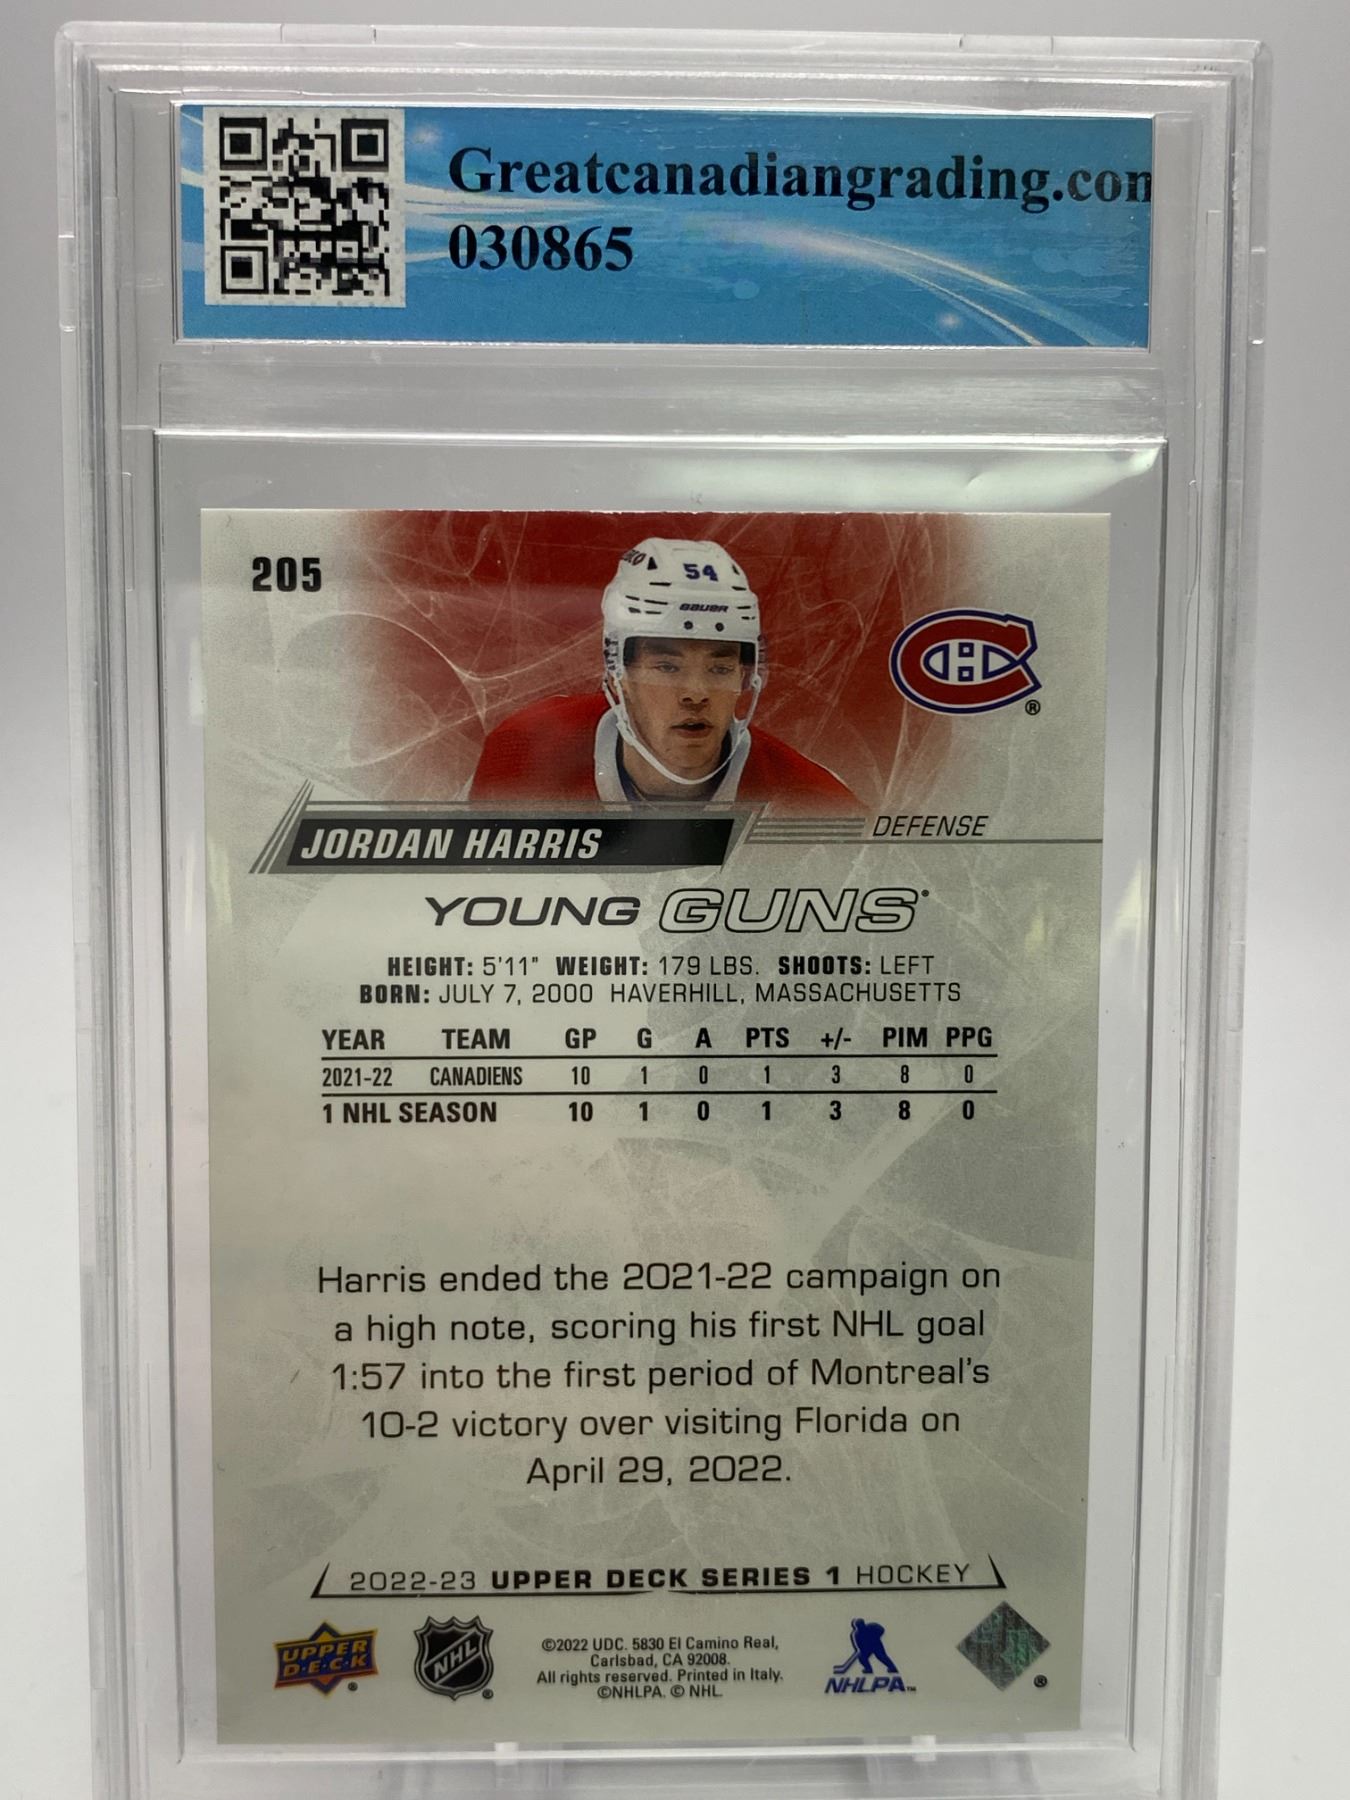 Greatcanadiangrading.com
030865
205
54
BAUER
®
JORDAN HARRIS
DEFENSE
YOUNG GUNS
HEIGHT: 5'11" WEIGHT: 179 LBS. SHOOTS: LEFT
BORN: JULY 7, 2000 HAVERHILL, MASSACHUSETTS
YEAR TEAM GP G A PTS +/- PIM PPG
2021-22 CANADIENS 10 1 0 1 3 8 0
1 NHL SEASON 10 1 0 1 3 8 0
Harris ended the 2021-22 campaign on
a high note, scoring his first NHL goal
1:57 into the first period of Montreal's
10-2 victory over visiting Florida on
April 29, 2022.
2022-23 UPPER DECK SERIES 1 HOCKEY
UPPER
D·E·C·K
®
NHL
®
©2022 UDC. 5830 El Camino Real,
Carlsbad, CA 92008.
All rights reserved. Printed in Italy.
©NHLPA. © NHL.
NHLPA™
®